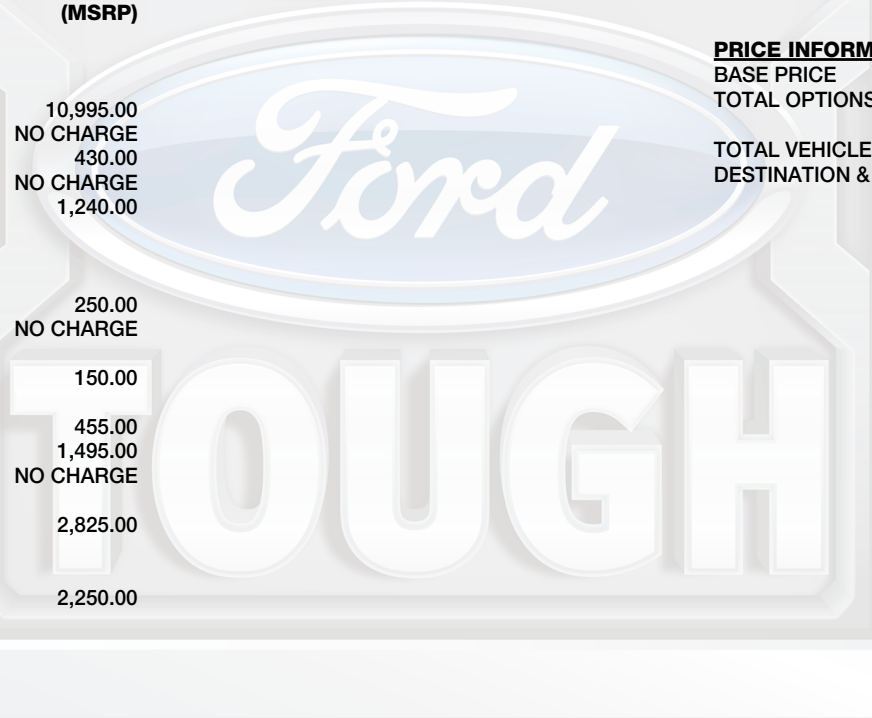 (MSRP)
10,995.00
NO CHARGE
430.00
NO CHARGE
1,240.00
250.00
NO CHARGE
150.00
455.00
1,495.00
NO CHARGE
2,825.00
2,250.00
PRICE INFORM
BASE PRICE
TOTAL OPTIONS
TOTAL VEHICLE
DESTINATION &
Ford
TOUGH